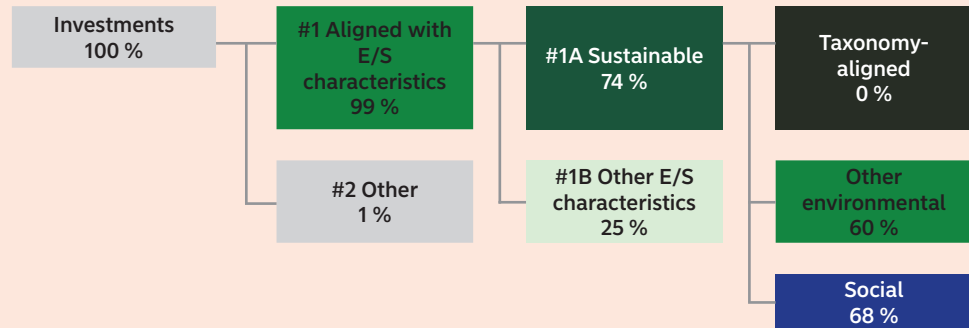 Investments
100 %
#1 Aligned with
E/S
characteristics
99 %
#1A Sustainable
74 %
Taxonomy-
aligned
0 %
#2 Other
1 %
#1B Other E/S
characteristics
25 %
Other
environmental
60 %
Social
68 %